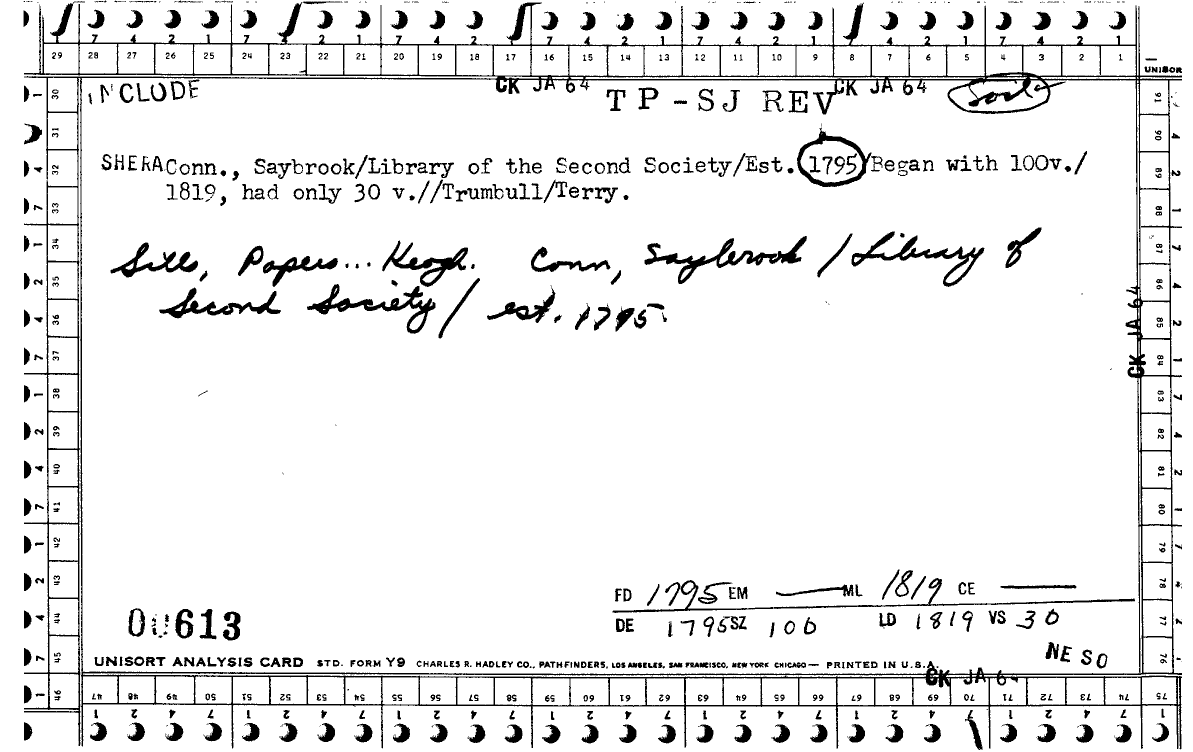 7 4 2 1 7 4 2 1 7 4 2 1 7 4 2 1 7 4 2 1 7 4 2 1 7 4 2 1
29 28 27 26 25 24 23 22 21 20 19 18 17 16 15 14 13 12 11 10 9 8 7 6 5 4 3 2 1
UNISOR
INCLUDE CK JA 64 TP-SJ REV CK JA 64
SHERA Conn., Saybrook/Library of the Second Society/Est. 1795/Began with 100v./
1819, had only 30 v.//Trumbull/Terry.
Sills, Papers... Keogh. Conn, Saybrook / Library of
Second Society / est. 1795.
CK JA 64
FD 1795 EM — ML 1819 CE —
DE 1795 SZ 100 LD 1819 VS 30
00613
NE SO
UNISORT ANALYSIS CARD STD. FORM Y9 CHARLES R. HADLEY CO., PATHFINDERS, LOS ANGELES, SAN FRANCISCO, NEW YORK CHICAGO — PRINTED IN U.S.A.
CK JA 64
30 31 32 33 34 35 36 37 38 39 40 41 42 43 44 45 46
91 90 89 88 87 86 85 84 83 82 81 80 79 78 77 76
47 48 49 50 51 52 53 54 55 56 57 58 59 60 61 62 63 64 65 66 67 68 69 70 71 72 73 74 75